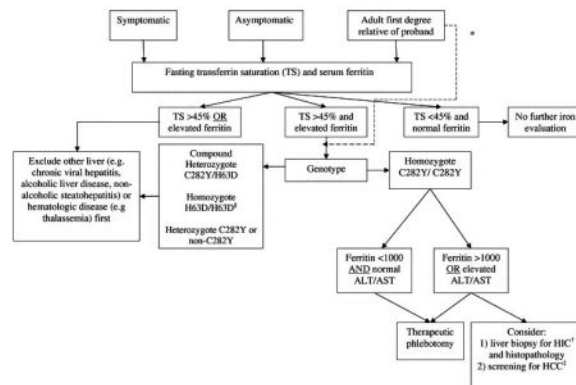 Symptomatic
Asymptomatic
Adult first degree
relative of proband
*
Fasting transferrin saturation (TS) and serum ferritin
TS >45% OR
elevated ferritin
TS >45% and
elevated ferritin
TS <45% and
normal ferritin
No further iron
evaluation
Exclude other liver (e.g.
chronic viral hepatitis,
alcoholic liver disease, non-
alcoholic steatohepatitis) or
hematologic disease (e.g
thalassemia) first
Compound
Heterozygote
C282Y/H63D
Homozygote
H63D/H63D
Heterozygote C282Y or
non-C282Y
Genotype
Homozygote
C282Y/ C282Y
Ferritin <1000
AND normal
ALT/AST
Ferritin >1000
OR elevated
ALT/AST
Therapeutic
phlebotomy
Consider:
1) liver biopsy for HIC†
and histopathology
2) screening for HCC‡